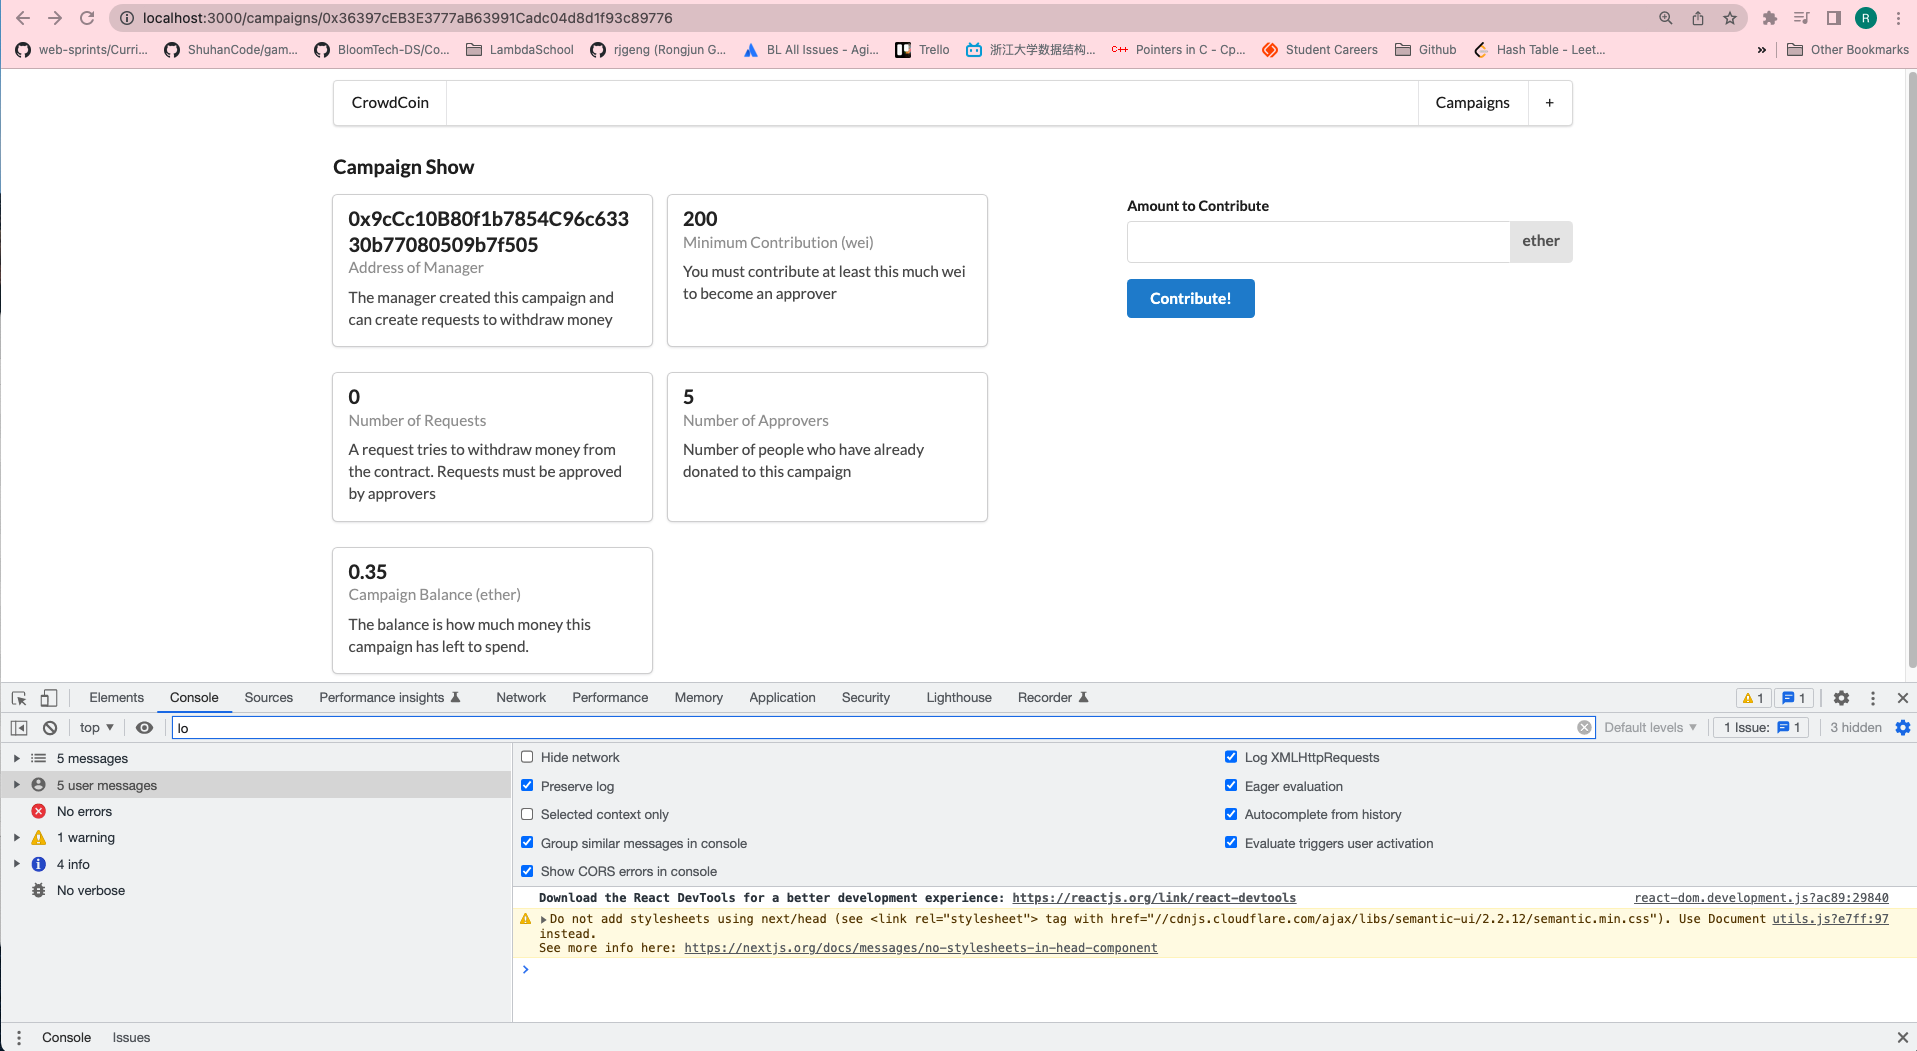 localhost:3000/campaigns/0x36397cEB3E3777aB63991Cadc04d8d1f93c89776
R
web-sprints/Curri... ShuhanCode/gam... BloomTech-DS/Co... LambdaSchool rjgeng (Rongjun G... BL All Issues - Agi... Trello 浙江大学数据结构... C++ Pointers in C - Cp... Student Careers Github Hash Table - Leet... » Other Bookmarks
CrowdCoin Campaigns +
Campaign Show
0x9cCc10B80f1b7854C96c633
30b77080509b7f505
Address of Manager
The manager created this campaign and
can create requests to withdraw money
200
Minimum Contribution (wei)
You must contribute at least this much wei
to become an approver
Amount to Contribute
ether
Contribute!
0
Number of Requests
A request tries to withdraw money from
the contract. Requests must be approved
by approvers
5
Number of Approvers
Number of people who have already
donated to this campaign
0.35
Campaign Balance (ether)
The balance is how much money this
campaign has left to spend.
Elements Console Sources Performance insights Network Performance Memory Application Security Lighthouse Recorder 1 1
top lo Default levels 1 Issue: 1 3 hidden
5 messages
5 user messages
No errors
1 warning
4 info
No verbose
Hide network
Preserve log
Selected context only
Group similar messages in console
Show CORS errors in console
Log XMLHttpRequests
Eager evaluation
Autocomplete from history
Evaluate triggers user activation
Download the React DevTools for a better development experience: https://reactjs.org/link/react-devtools react-dom.development.js?ac89:29840
Do not add stylesheets using next/head (see <link rel="stylesheet"> tag with href="//cdnjs.cloudflare.com/ajax/libs/semantic-ui/2.2.12/semantic.min.css"). Use Document utils.js?e7ff:97
instead.
See more info here: https://nextjs.org/docs/messages/no-stylesheets-in-head-component
Console Issues